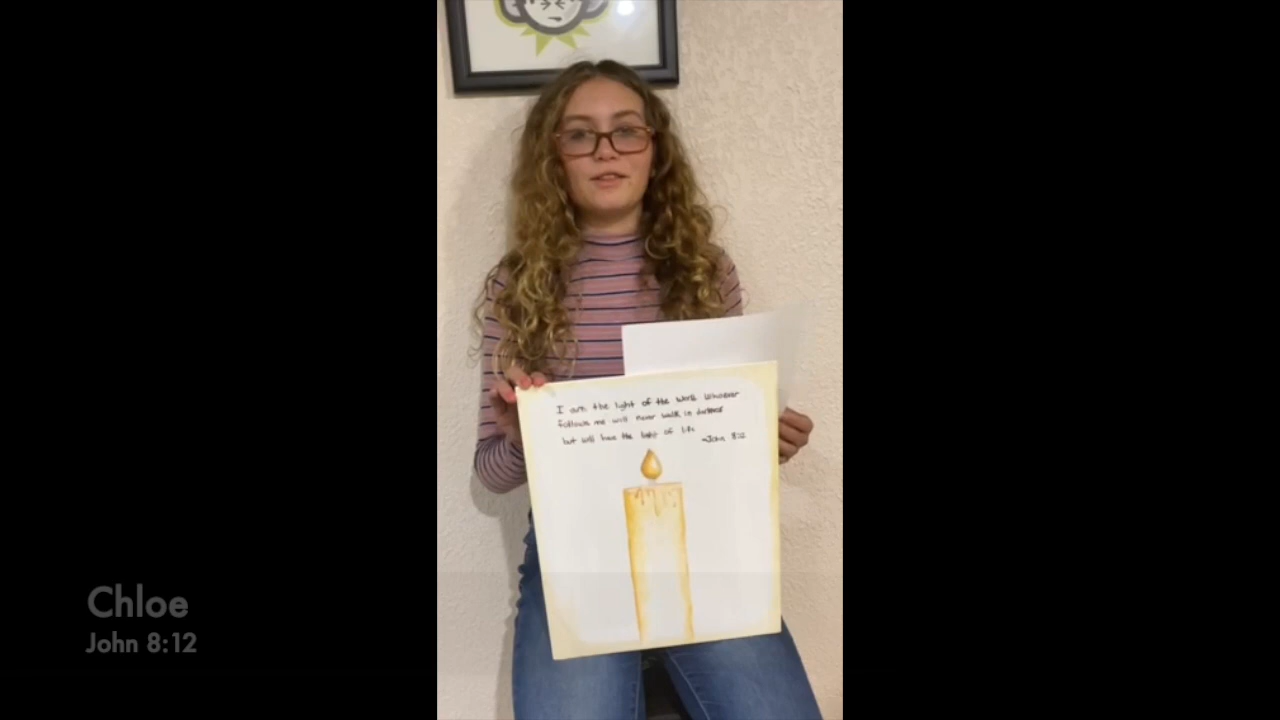 I am the light of the world Whoever
follows me will never walk in darkness
but will have the light of life
~John 8:12
Chloe
John 8:12